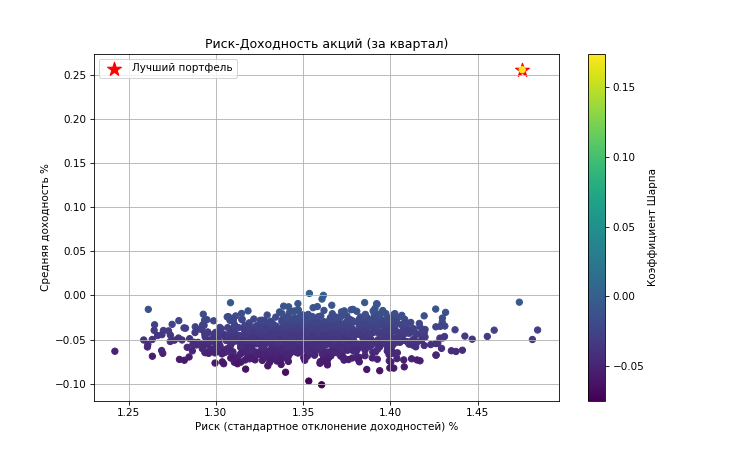 Риск-Доходность акций (за квартал)
Лучший портфель
Средняя доходность %
0.25
0.20
0.15
0.10
0.05
0.00
−0.05
−0.10
1.25 1.30 1.35 1.40 1.45
Риск (стандартное отклонение доходностей) %
0.15
0.10
0.05
0.00
−0.05
Коэффициент Шарпа